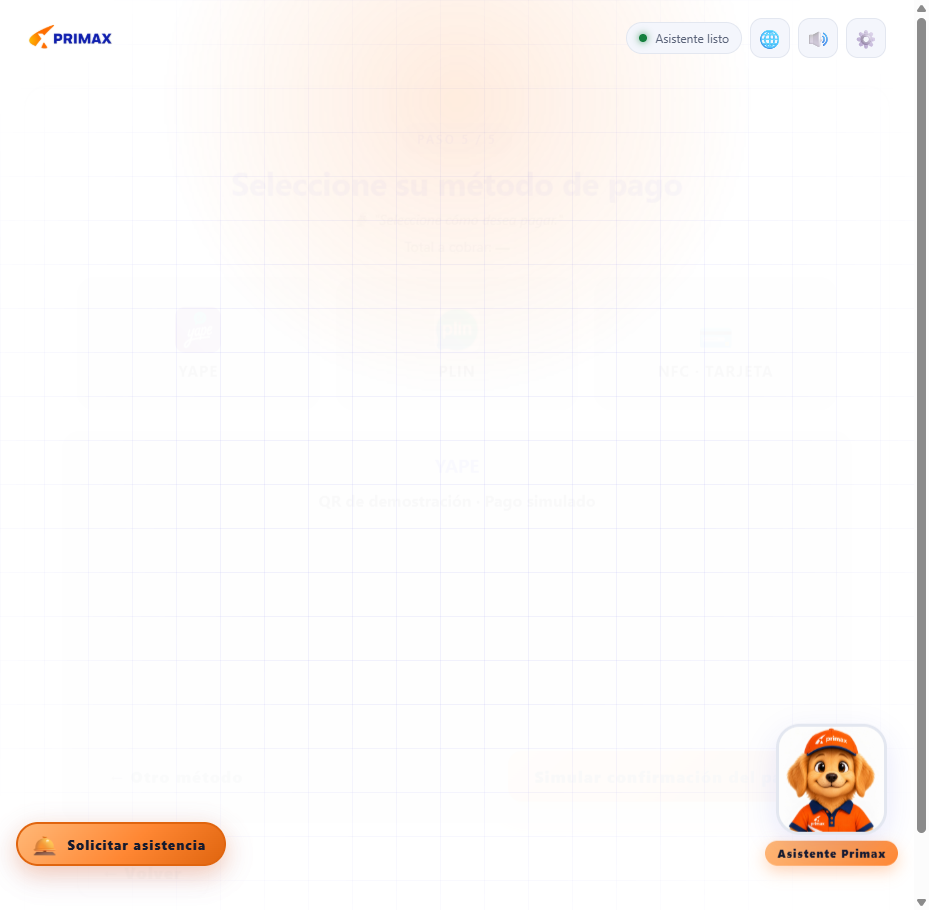 PRIMAX
Asistente listo
Seleccione su método de pago
YAPE
PLIN
NFC · TARJETA
YAPE
QR de demostración · Pago simulado
← Otro método
Simular confirmación del
primax
Solicitar asistencia
Asistente Primax
Volver